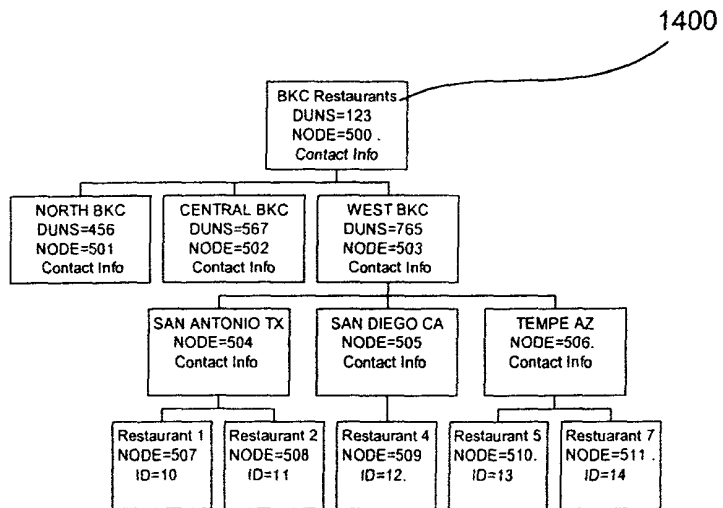 1400
BKC Restaurants
DUNS=123
NODE=500 .
Contact Info
NORTH BKC
DUNS=456
NODE=501
Contact Info
CENTRAL BKC
DUNS=567
NODE=502
Contact Info
WEST BKC
DUNS=765
NODE=503
Contact Info
SAN ANTONIO TX
NODE=504
Contact Info
SAN DIEGO CA
NODE=505
Contact Info
TEMPE AZ
NODE=506.
Contact Info
Restaurant 1
NODE=507
ID=10
Restaurant 2
NODE=508
ID=11
Restaurant 4
NODE=509
ID=12.
Restaurant 5
NODE=510.
ID=13
Restuarant 7
NODE=511 .
ID=14